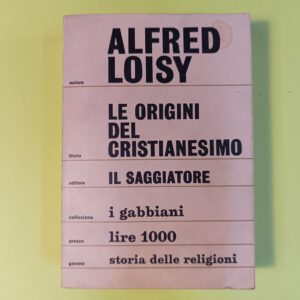 ALFRED
autore LOISY
LE ORIGINI
DEL
titolo CRISTIANESIMO
editore IL SAGGIATORE
collezione i gabbiani
prezzo lire 1000
genere storia delle religioni